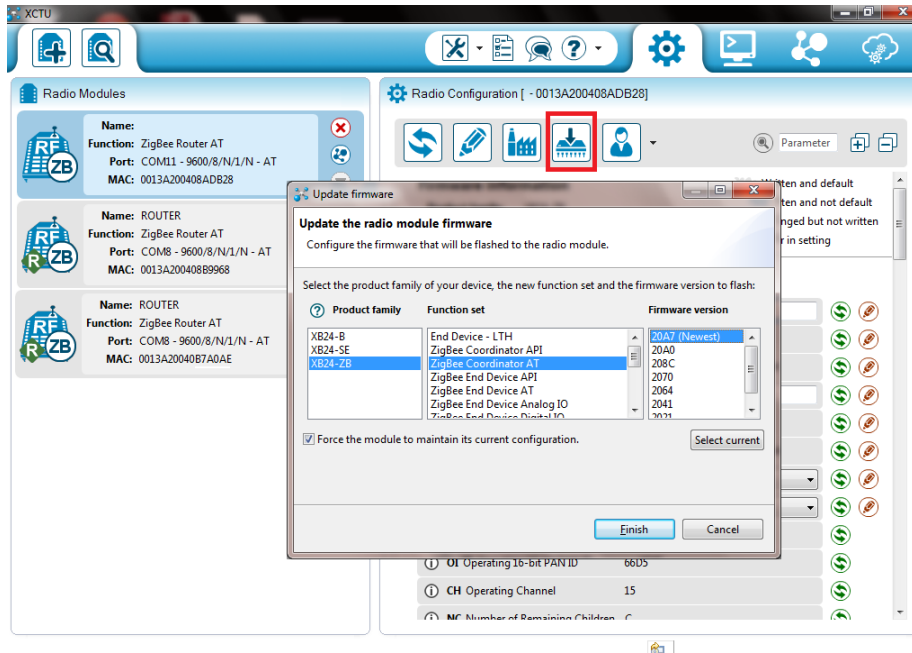 XCTU
Radio Modules
Name:
Function: ZigBee Router AT
Port: COM11 - 9600/8/N/1/N - AT
MAC: 0013A200408ADB28
Name: ROUTER
Function: ZigBee Router AT
Port: COM8 - 9600/8/N/1/N - AT
MAC: 0013A200408B9968
Name: ROUTER
Function: ZigBee Router AT
Port: COM8 - 9600/8/N/1/N - AT
MAC: 0013A20040B7A0AE
Radio Configuration [ - 0013A200408ADB28]
Parameter
Written and default
ten and not default
nged but not written
r in setting
Update firmware
Update the radio module firmware
Configure the firmware that will be flashed to the radio module.
Select the product family of your device, the new function set and the firmware version to flash:
Product family Function set Firmware version
XB24-B
XB24-SE
XB24-ZB
End Device - LTH
ZigBee Coordinator API
ZigBee Coordinator AT
ZigBee End Device API
ZigBee End Device AT
ZigBee End Device Analog IO
ZigBee End Device Digital IO
20A7 (Newest)
20A0
208C
2070
2064
2041
2021
Force the module to maintain its current configuration.
Select current
Finish Cancel
OI Operating 16-bit PAN ID 66D5
CH Operating Channel 15
NC Number of Remaining Children C